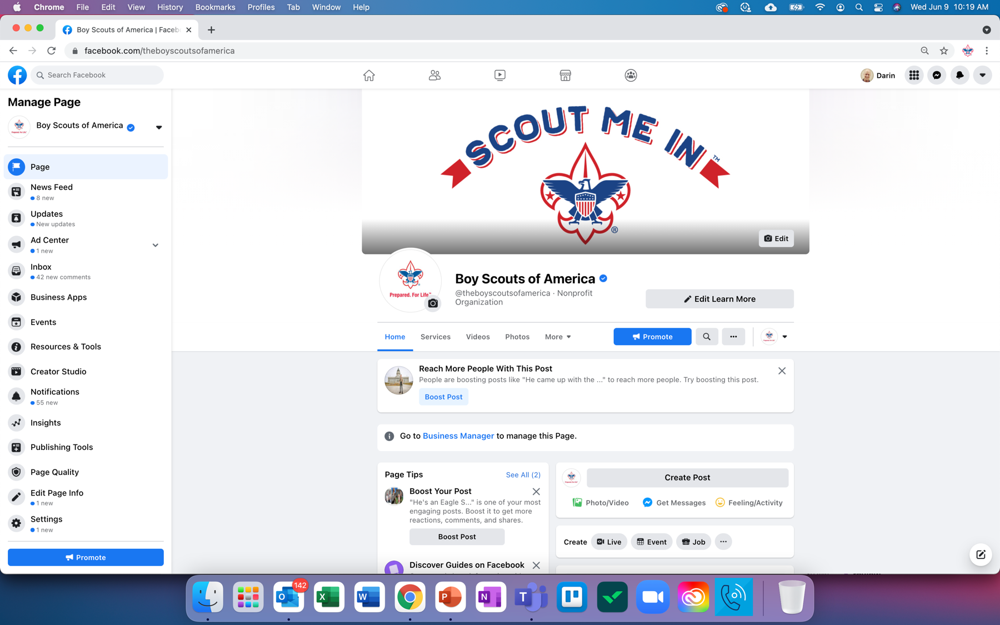 Chrome File Edit View History Bookmarks Profiles Tab Window Help
Wed Jun 9 10:19 AM
Boy Scouts of America | Faceb
facebook.com/theboyscoutsofamerica
Search Facebook
Darin
Manage Page
Boy Scouts of America
Page
News Feed
8 new
Updates
New updates
Ad Center
1 new
Inbox
42 new comments
Business Apps
Events
Resources & Tools
Creator Studio
Notifications
55 new
Insights
Publishing Tools
Page Quality
Edit Page Info
1 new
Settings
1 new
Promote
SCOUT ME IN™
®
Edit
Prepared. For Life™
Boy Scouts of America
@theboyscoutsofamerica · Nonprofit
Organization
Edit Learn More
Home Services Videos Photos More
Promote
Reach More People With This Post
People are boosting posts like "He came up with the ..." to reach more people. Try boosting this post.
Boost Post
Go to Business Manager to manage this Page.
Page Tips
See All (2)
Boost Your Post
"He's an Eagle S..." is one of your most
engaging posts. Boost it to get more
reactions, comments, and shares.
Boost Post
Discover Guides on Facebook
Create Post
Photo/Video Get Messages Feeling/Activity
Create Live Event Job
142
O X W P N T